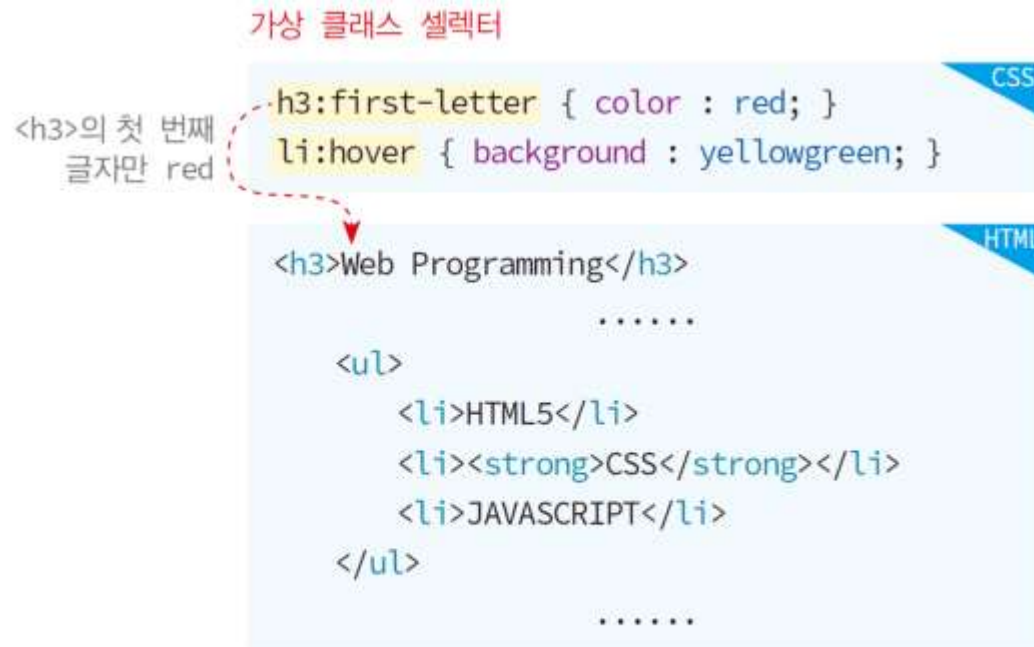 가상 클래스 셀렉터
CSS
h3:first-letter { color : red; }
li:hover { background : yellowgreen; }
<h3>의 첫 번째
글자만 red
HTML
<h3>Web Programming</h3>
......
<ul>
<li>HTML5</li>
<li><strong>CSS</strong></li>
<li>JAVASCRIPT</li>
</ul>
......